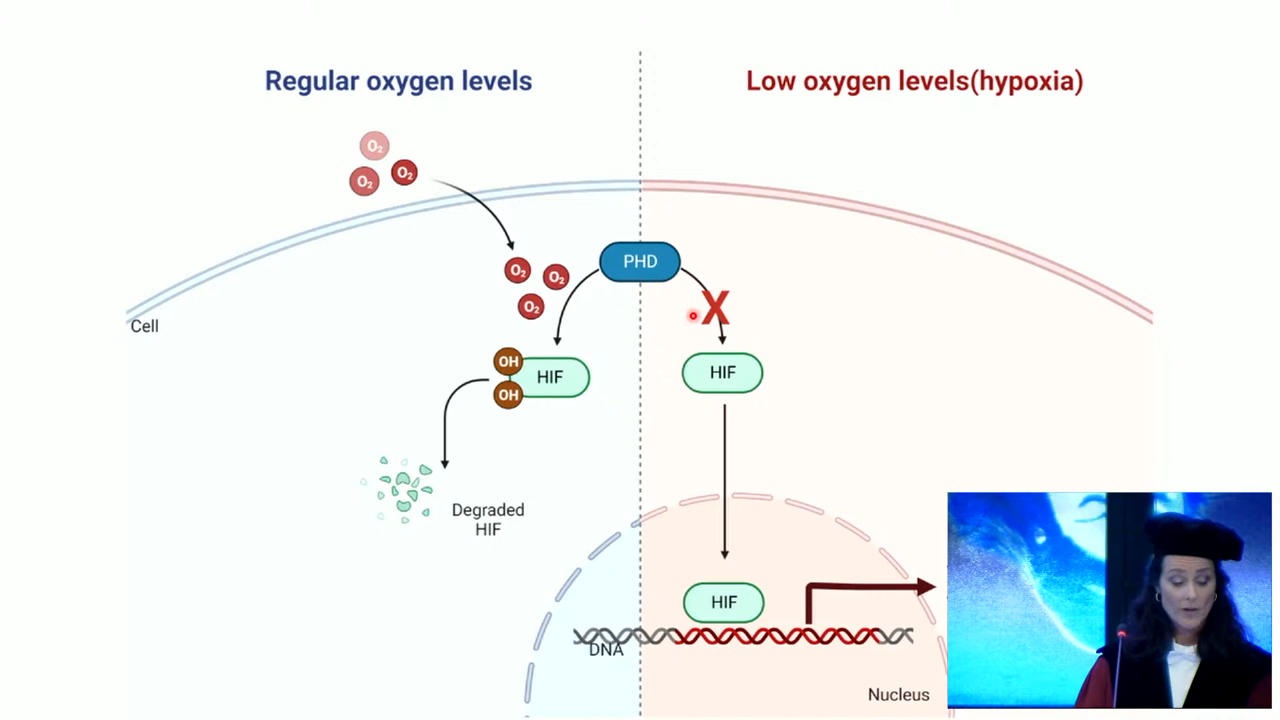 Regular oxygen levels
Low oxygen levels(hypoxia)
O₂
O₂
O₂
O₂
O₂
O₂
PHD
X
Cell
OH
HIF
OH
HIF
Degraded
HIF
HIF
DNA
Nucleus